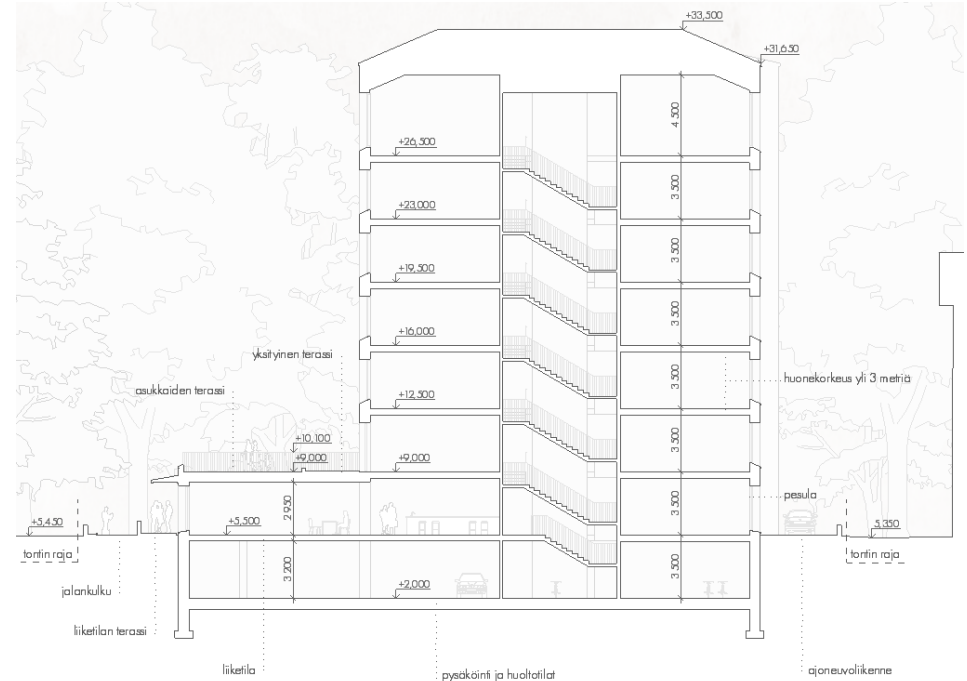 +33,500
+31,650
4 500
+26,500
3 500
+23,000
3 500
+19,500
3 500
+16,000
yksityinen terassi
3 500
huonekorkeus yli 3 metriä
asukkaiden terassi
+12,500
3 500
+10,100
+9,000
+9,000
3 500
2 950
pesula
+5,450
+5,500
5,350
tontin raja
tontin raja
3 200
3 500
+2,000
jalankulku
liiketilan terassi
liiketila
pysäköinti ja huoltotilat
ajoneuvoliikenne